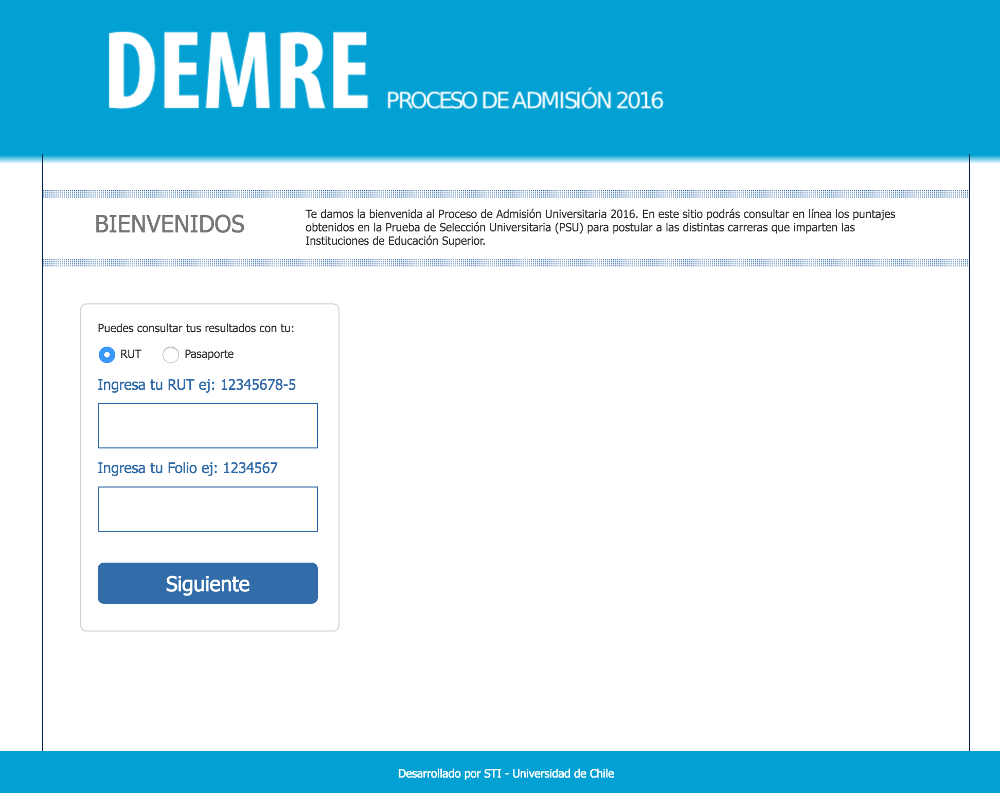 DEMRE PROCESO DE ADMISIÓN 2016
BIENVENIDOS
Te damos la bienvenida al Proceso de Admisión Universitaria 2016. En este sitio podrás consultar en línea los puntajes
obtenidos en la Prueba de Selección Universitaria (PSU) para postular a las distintas carreras que imparten las
Instituciones de Educación Superior.
Puedes consultar tus resultados con tu:
RUT Pasaporte
Ingresa tu RUT ej: 12345678-5
Ingresa tu Folio ej: 1234567
Siguiente
Desarrollado por STI - Universidad de Chile